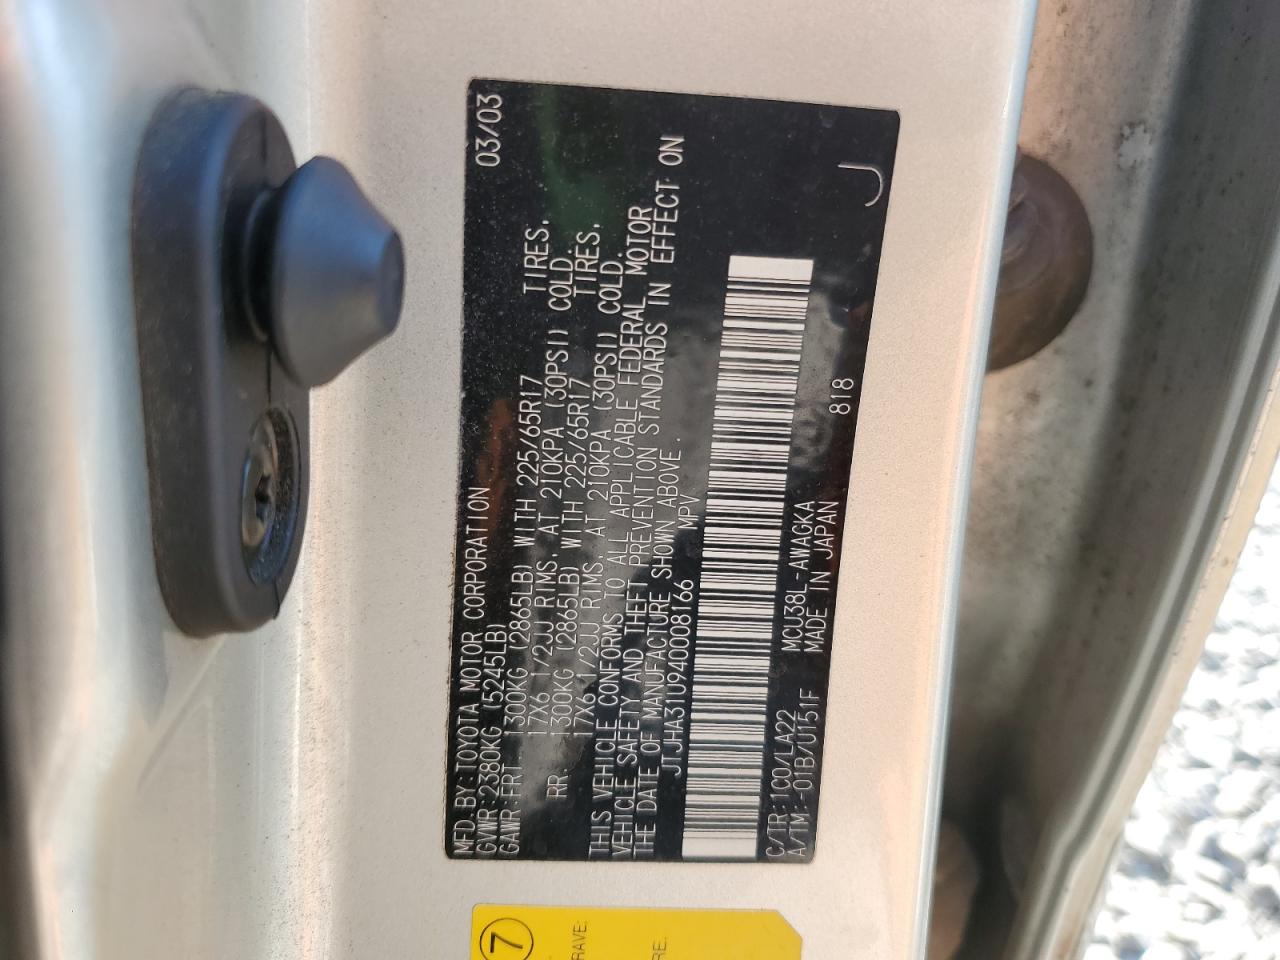 MFD.BY:TOYOTA MOTOR CORPORATION 03/03
GVWR:2380KG (5245LB)
GAWR:FRT. 1300KG (2865LB) WITH 225/65R17 TIRES,
17X6 1/2JJ RIMS, AT 210KPA (30PSI) COLD.
RR. 1300KG (2865LB) WITH 225/65R17 TIRES,
17X6 1/2JJ RIMS, AT 210KPA (30PSI) COLD.
THIS VEHICLE CONFORMS TO ALL APPLICABLE FEDERAL MOTOR
VEHICLE SAFETY AND THEFT PREVENTION STANDARDS IN EFFECT ON
THE DATE OF MANUFACTURE SHOWN ABOVE.
JTJHA31U940008166 MPV
C/TR:1C0/LA22 MCU38L-AWAGKA
A/TM:-01B/U151F MADE IN JAPAN 818 J
7
RAVE:
RE.